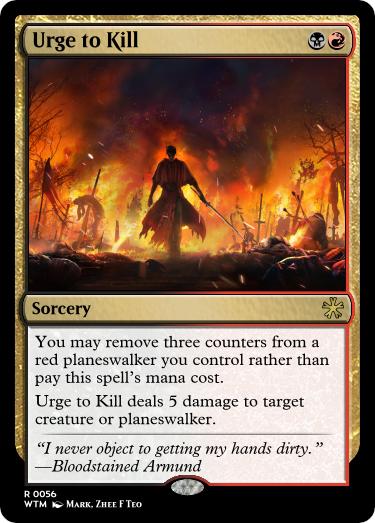 Urge to Kill
Sorcery
You may remove three counters from a
red planeswalker you control rather than
pay this spell's mana cost.
Urge to Kill deals 5 damage to target
creature or planeswalker.
“I never object to getting my hands dirty.”
—Bloodstained Armund
R 0056
WTM Mark, Zhee F Teo